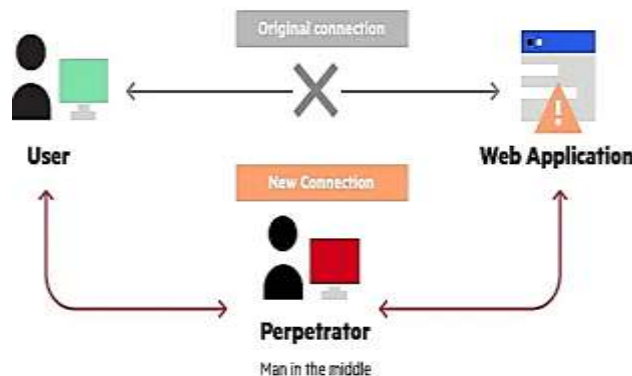 Original connection
User
Web Application
New Connection
Perpetrator
Man in the middle